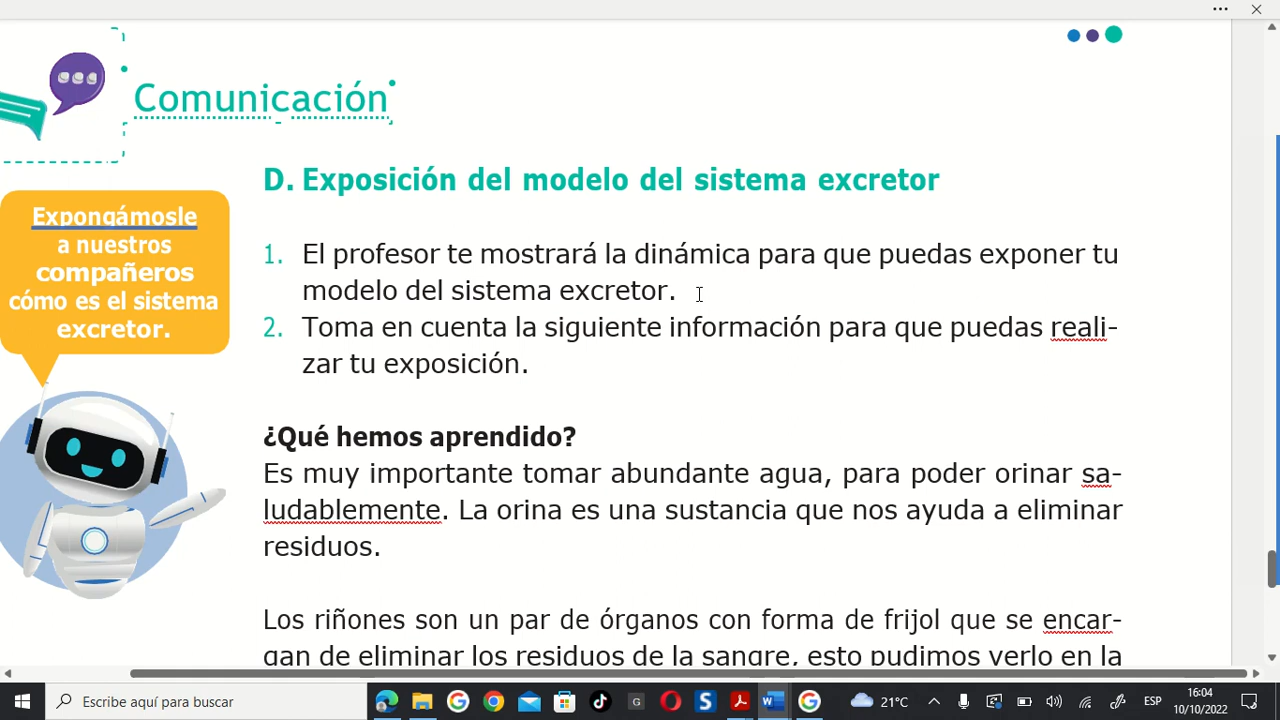 Comunicación
D. Exposición del modelo del sistema excretor
Expongámosle
a nuestros
compañeros
cómo es el sistema
excretor.
1. El profesor te mostrará la dinámica para que puedas exponer tu
modelo del sistema excretor.
2. Toma en cuenta la siguiente información para que puedas reali-
zar tu exposición.
¿Qué hemos aprendido?
Es muy importante tomar abundante agua, para poder orinar sa-
ludablemente. La orina es una sustancia que nos ayuda a eliminar
residuos.
Los riñones son un par de órganos con forma de frijol que se encar-
gan de eliminar los residuos de la sangre, esto pudimos verlo en la
Escribe aquí para buscar
G
S
W
21°C
ESP
16:04
10/10/2022